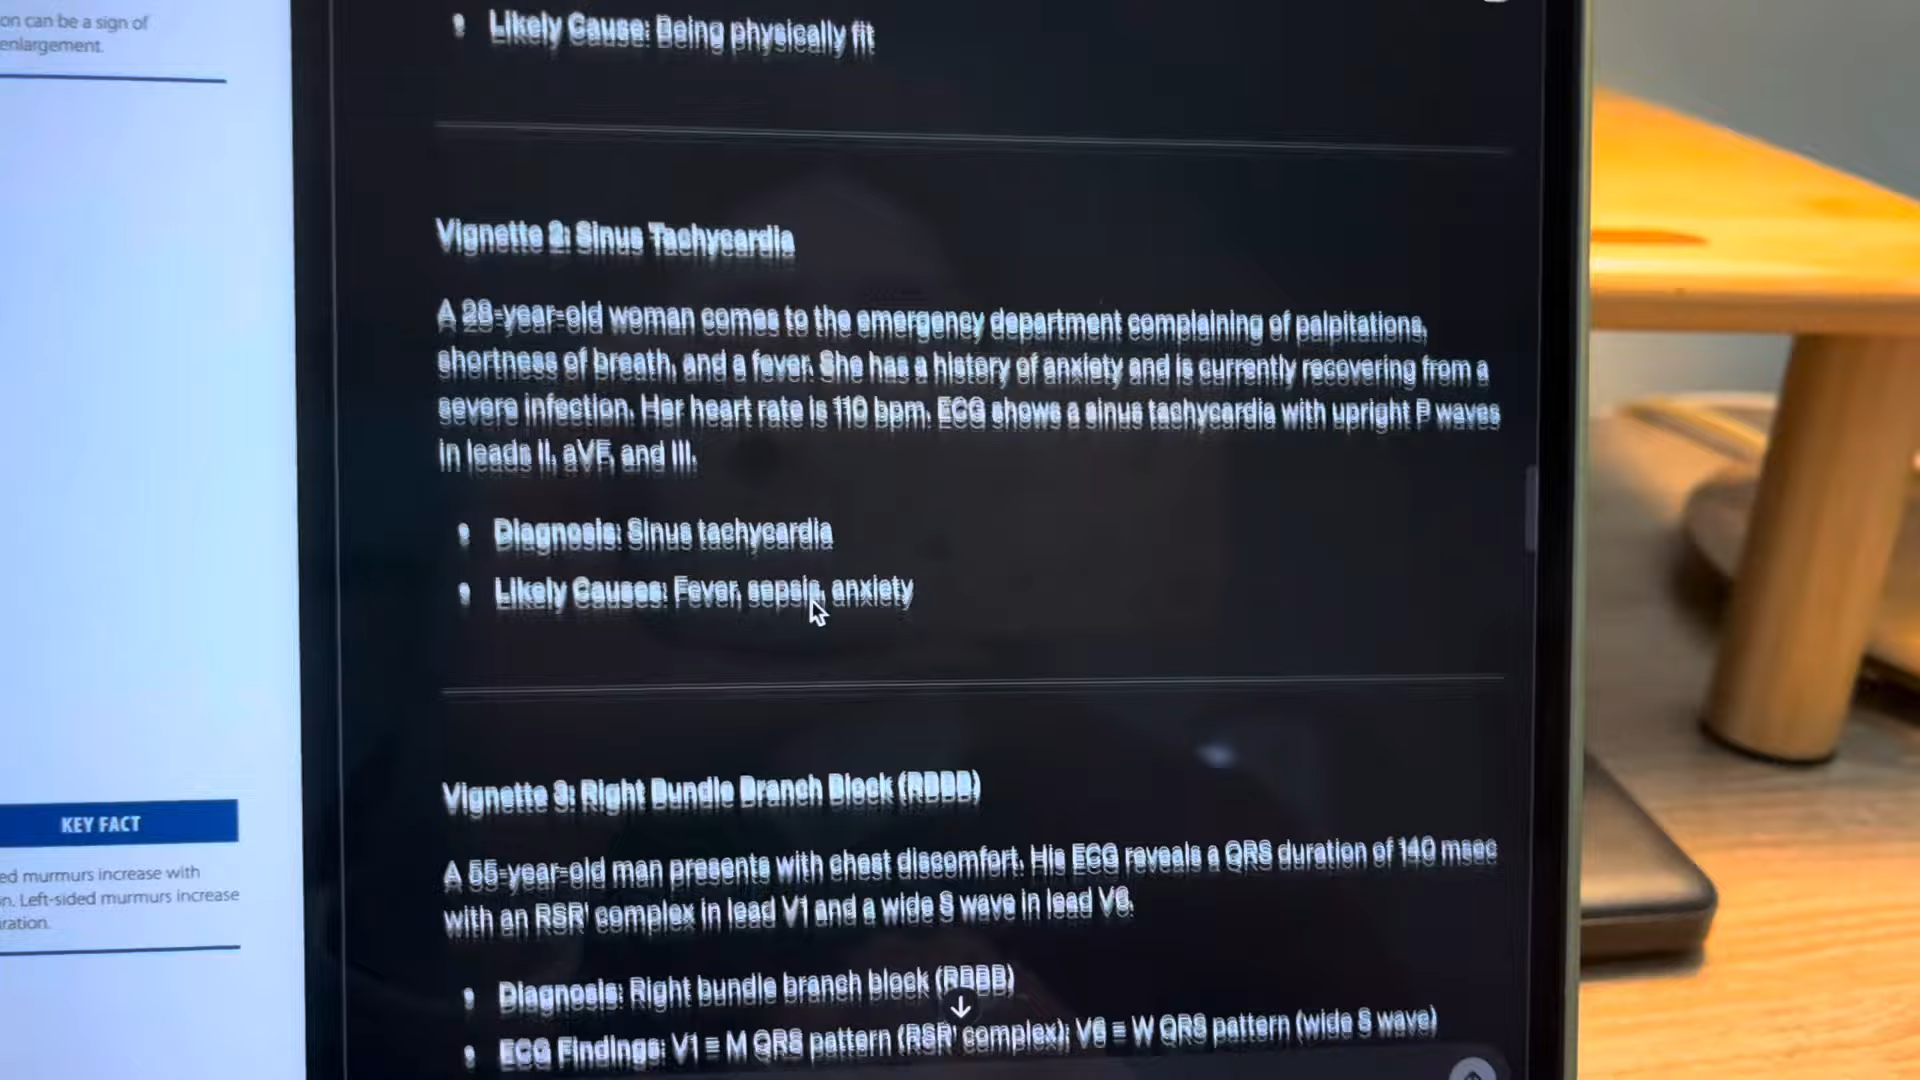 on can be a sign of
enlargement.
KEY FACT
ed murmurs increase with
n. Left-sided murmurs increase
ration.
• Likely Cause: Being physically fit
Vignette 2: Sinus Tachycardia
A 28-year-old woman comes to the emergency department complaining of palpitations,
shortness of breath, and a fever. She has a history of anxiety and is currently recovering from a
severe infection. Her heart rate is 110 bpm. ECG shows a sinus tachycardia with upright P waves
in leads II, aVF, and III.
• Diagnosis: Sinus tachycardia
• Likely Causes: Fever, sepsis, anxiety
Vignette 3: Right Bundle Branch Block (RBBB)
A 55-year-old man presents with chest discomfort. His ECG reveals a QRS duration of 140 msec
with an RSR' complex in lead V1 and a wide S wave in lead V6.
• Diagnosis: Right bundle branch block (RBBB)
• ECG Findings: V1 = M QRS pattern (RSR' complex); V6 = W QRS pattern (wide S wave)